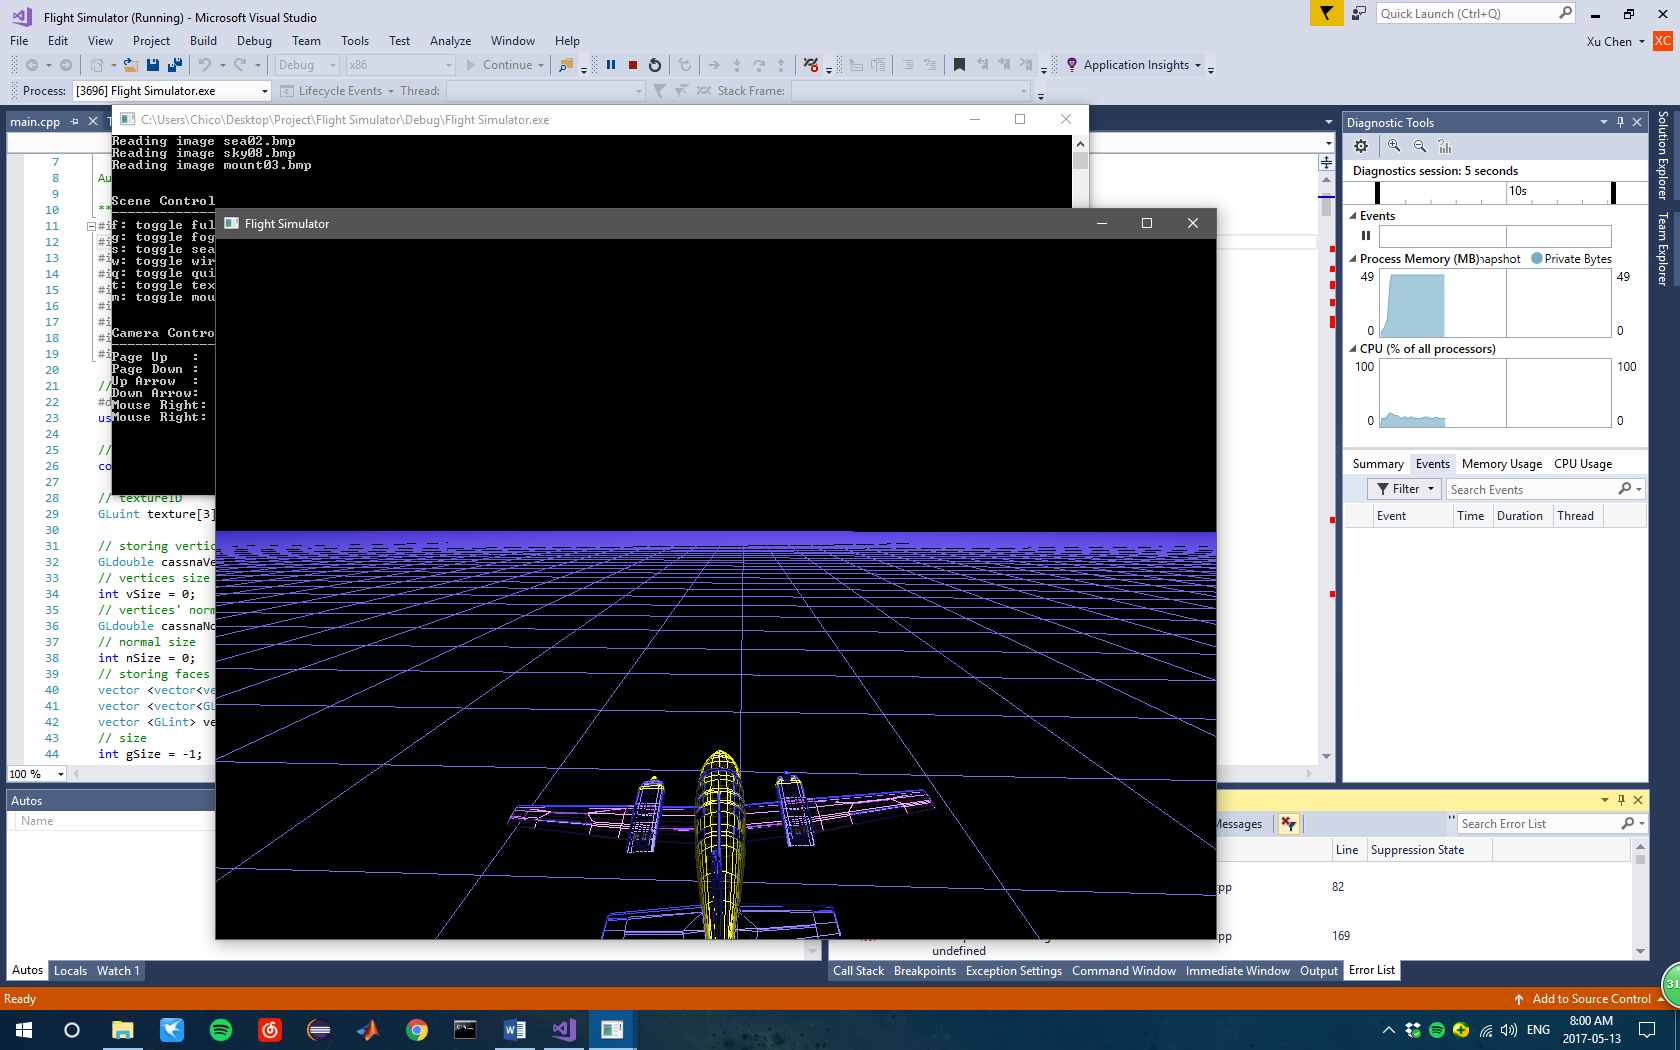 Flight Simulator (Running) - Microsoft Visual Studio
Quick Launch (Ctrl+Q)
File Edit View Project Build Debug Team Tools Test Analyze Window Help
Xu Chen XC
Debug x86 Continue Application Insights
Process: [3696] Flight Simulator.exe Lifecycle Events Thread: Stack Frame:
main.cpp
C:\Users\Chico\Desktop\Project\Flight Simulator\Debug\Flight Simulator.exe
Reading image sea02.bmp
Reading image sky08.bmp
Reading image mount03.bmp
Scene Control
f: toggle ful
g: toggle fog
s: toggle sea
w: toggle wir
q: toggle qui
t: toggle tex
m: toggle mou
Camera Contro
Page Up :
Page Down :
Up Arrow :
Down Arrow:
Mouse Right:
Mouse Right:
Flight Simulator
7
8 Au
9
10 **
11 #i
12 #i
13 #i
14 #i
15 #i
16 #i
17 #i
18 #i
19 #i
20
21 //
22 #d
23 us
24
25 //
26 co
27
28 // textureID
29 GLuint texture[3]
30
31 // storing vertic
32 GLdouble cassnaVe
33 // vertices size
34 int vSize = 0;
35 // vertices' norm
36 GLdouble cassnaNo
37 // normal size
38 int nSize = 0;
39 // storing faces
40 vector <vector<ve
41 vector <vector<GL
42 vector <GLint> ve
43 // size
44 int gSize = -1;
100 %
Diagnostic Tools
Diagnostics session: 5 seconds
10s
Events
Process Memory (MB) napshot Private Bytes
49 49
0 0
CPU (% of all processors)
100 100
0 0
Summary Events Memory Usage CPU Usage
Filter Search Events
Event Time Duration Thread
Solution Explorer
Team Explorer
Autos
Name
Autos Locals Watch 1
Messages Search Error List
Line Suppression State
pp 82
pp 169
undefined
Call Stack Breakpoints Exception Settings Command Window Immediate Window Output Error List
Ready
Add to Source Control
31
ENG
8:00 AM
2017-05-13